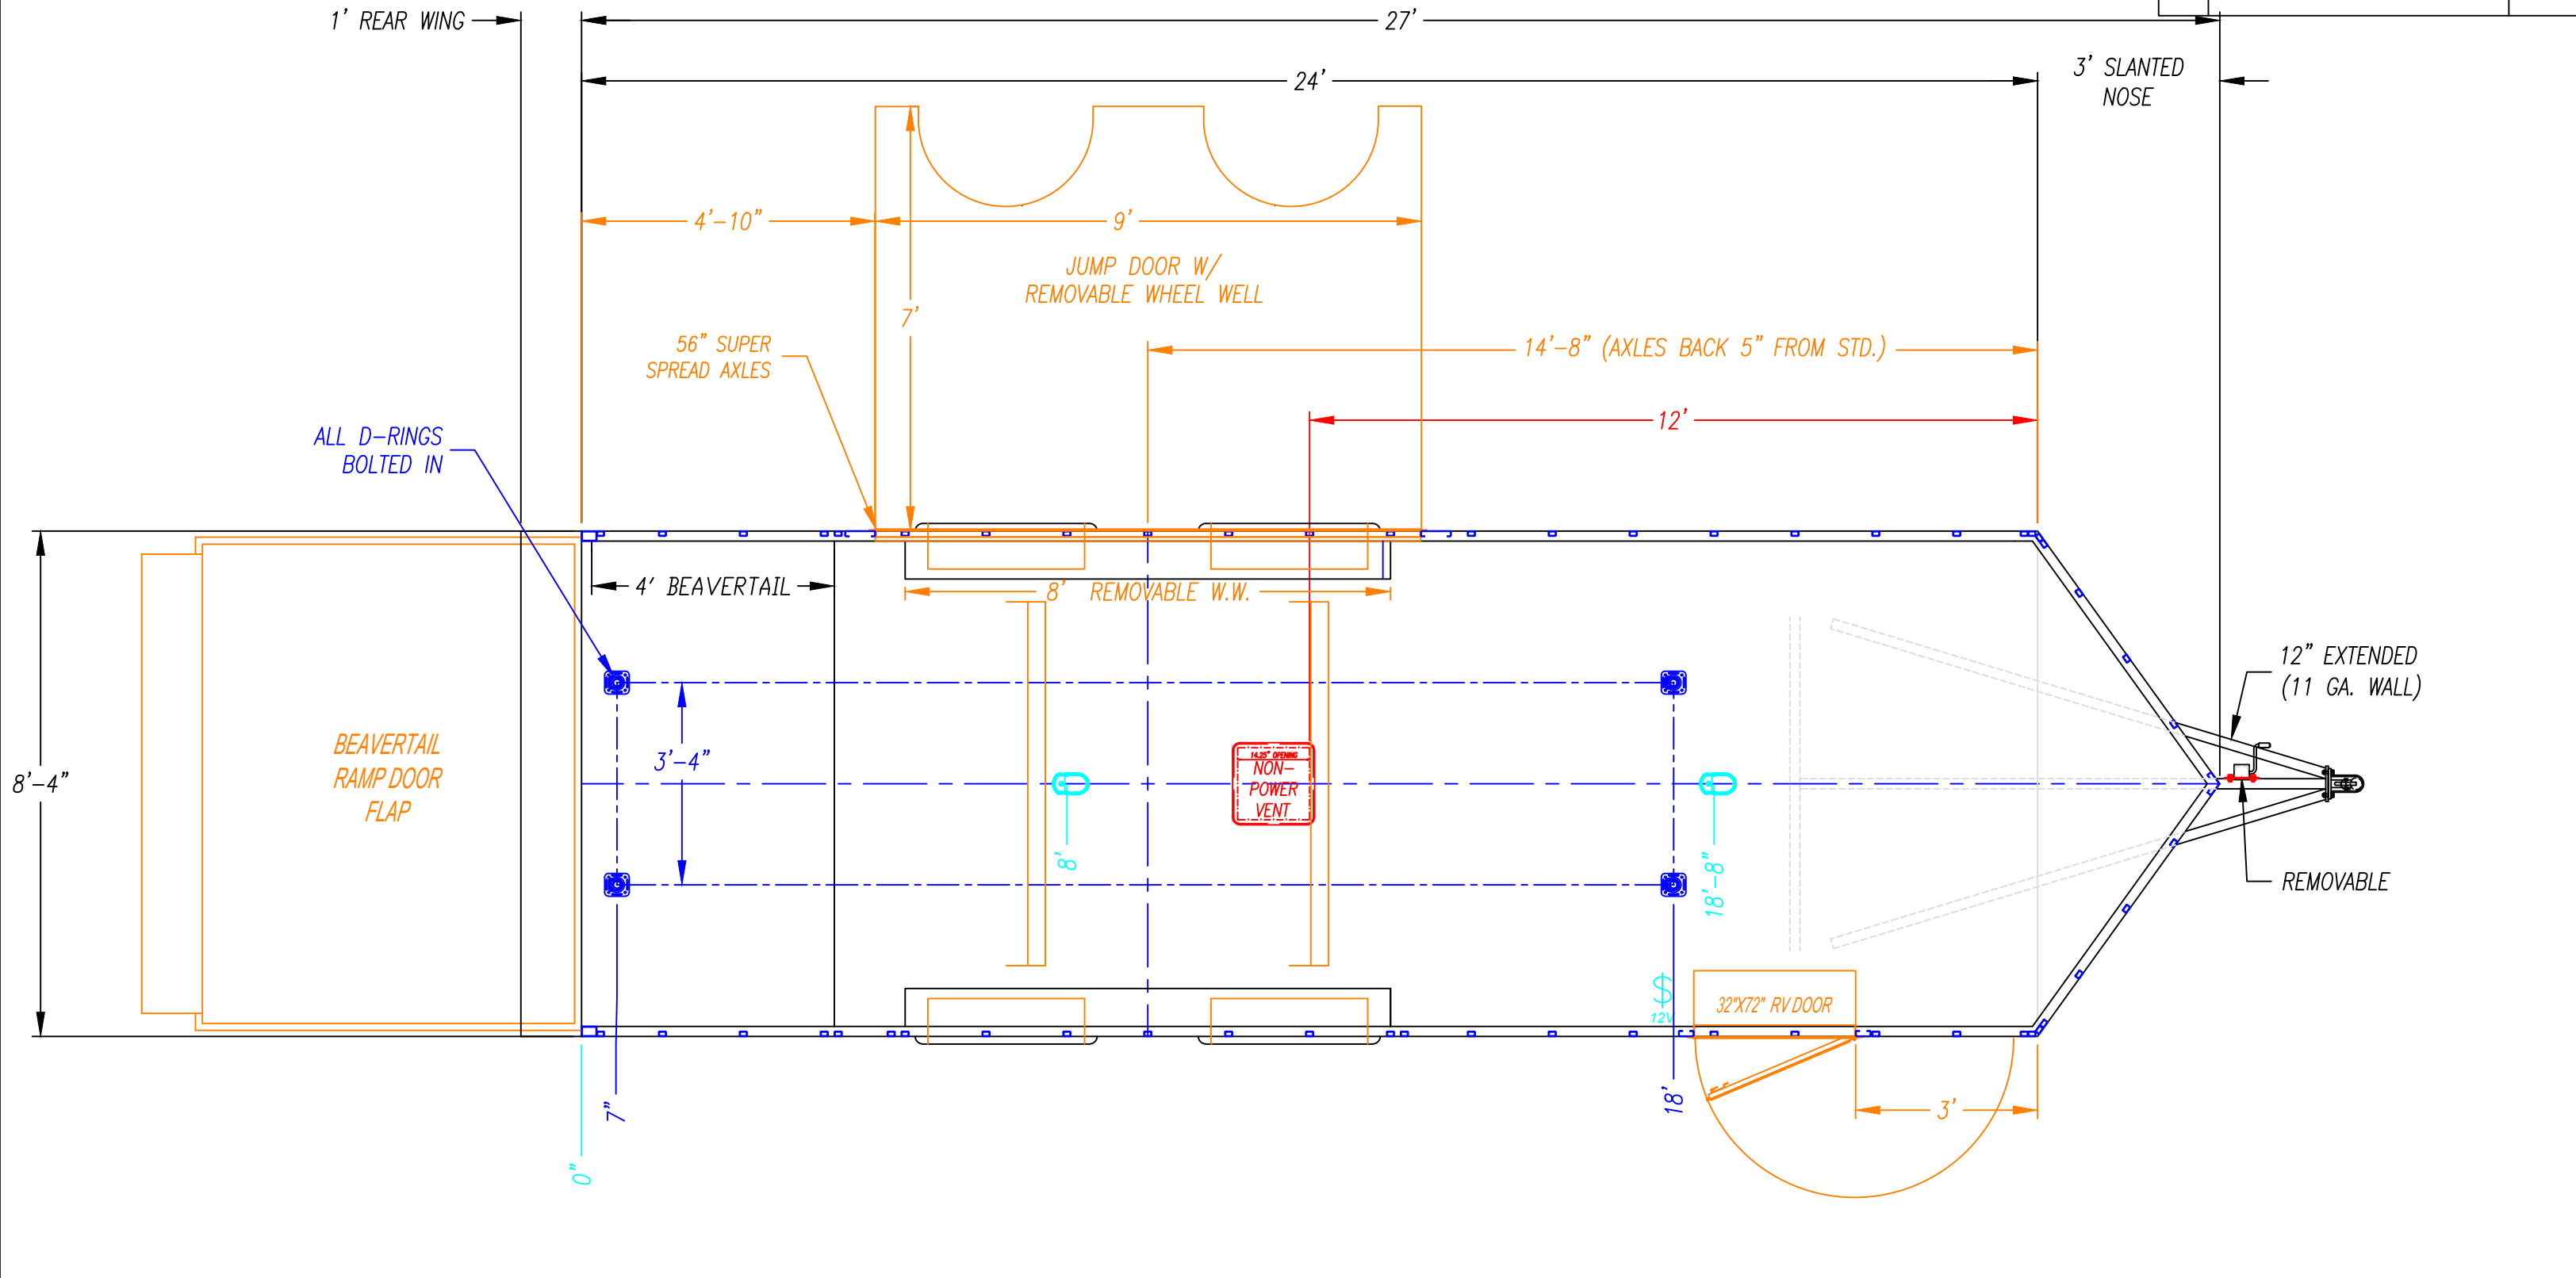 1' REAR WING
27'
24'
3' SLANTED
NOSE
4'-10"
9'
JUMP DOOR W/
REMOVABLE WHEEL WELL
7'
56" SUPER
SPREAD AXLES
14'-8" (AXLES BACK 5" FROM STD.)
12'
ALL D-RINGS
BOLTED IN
4' BEAVERTAIL
8' REMOVABLE W.W.
12" EXTENDED
(11 GA. WALL)
BEAVERTAIL
RAMP DOOR
FLAP
8'-4"
3'-4"
14.25" OPENING
NON-
POWER
VENT
8'
18'-8"
REMOVABLE
$
12V
32"X72" RV DOOR
7"
18'
3'
0"